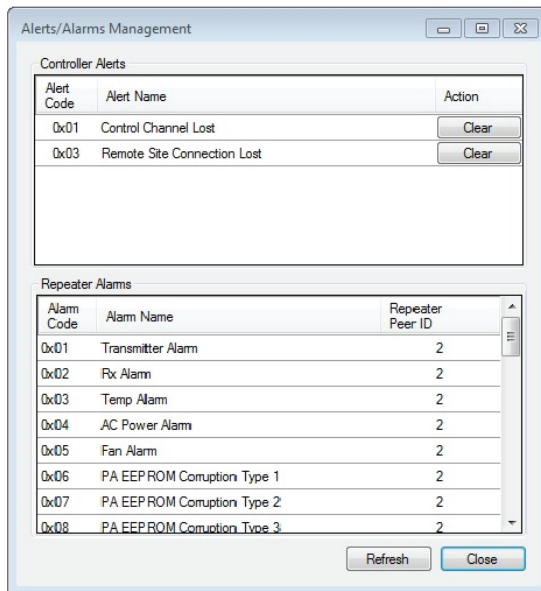 Alerts/Alarms Management
Controller Alerts
Alert Code Alert Name Action
0x01 Control Channel Lost Clear
0x03 Remote Site Connection Lost Clear
Repeater Alarms
Alarm Code Alarm Name Repeater Peer ID
0x01 Transmitter Alarm 2
0x02 Rx Alarm 2
0x03 Temp Alarm 2
0x04 AC Power Alarm 2
0x05 Fan Alarm 2
0x06 PA EEPROM Corruption Type 1 2
0x07 PA EEPROM Corruption Type 2 2
0x08 PA EEPROM Corruption Type 3 2
Refresh Close